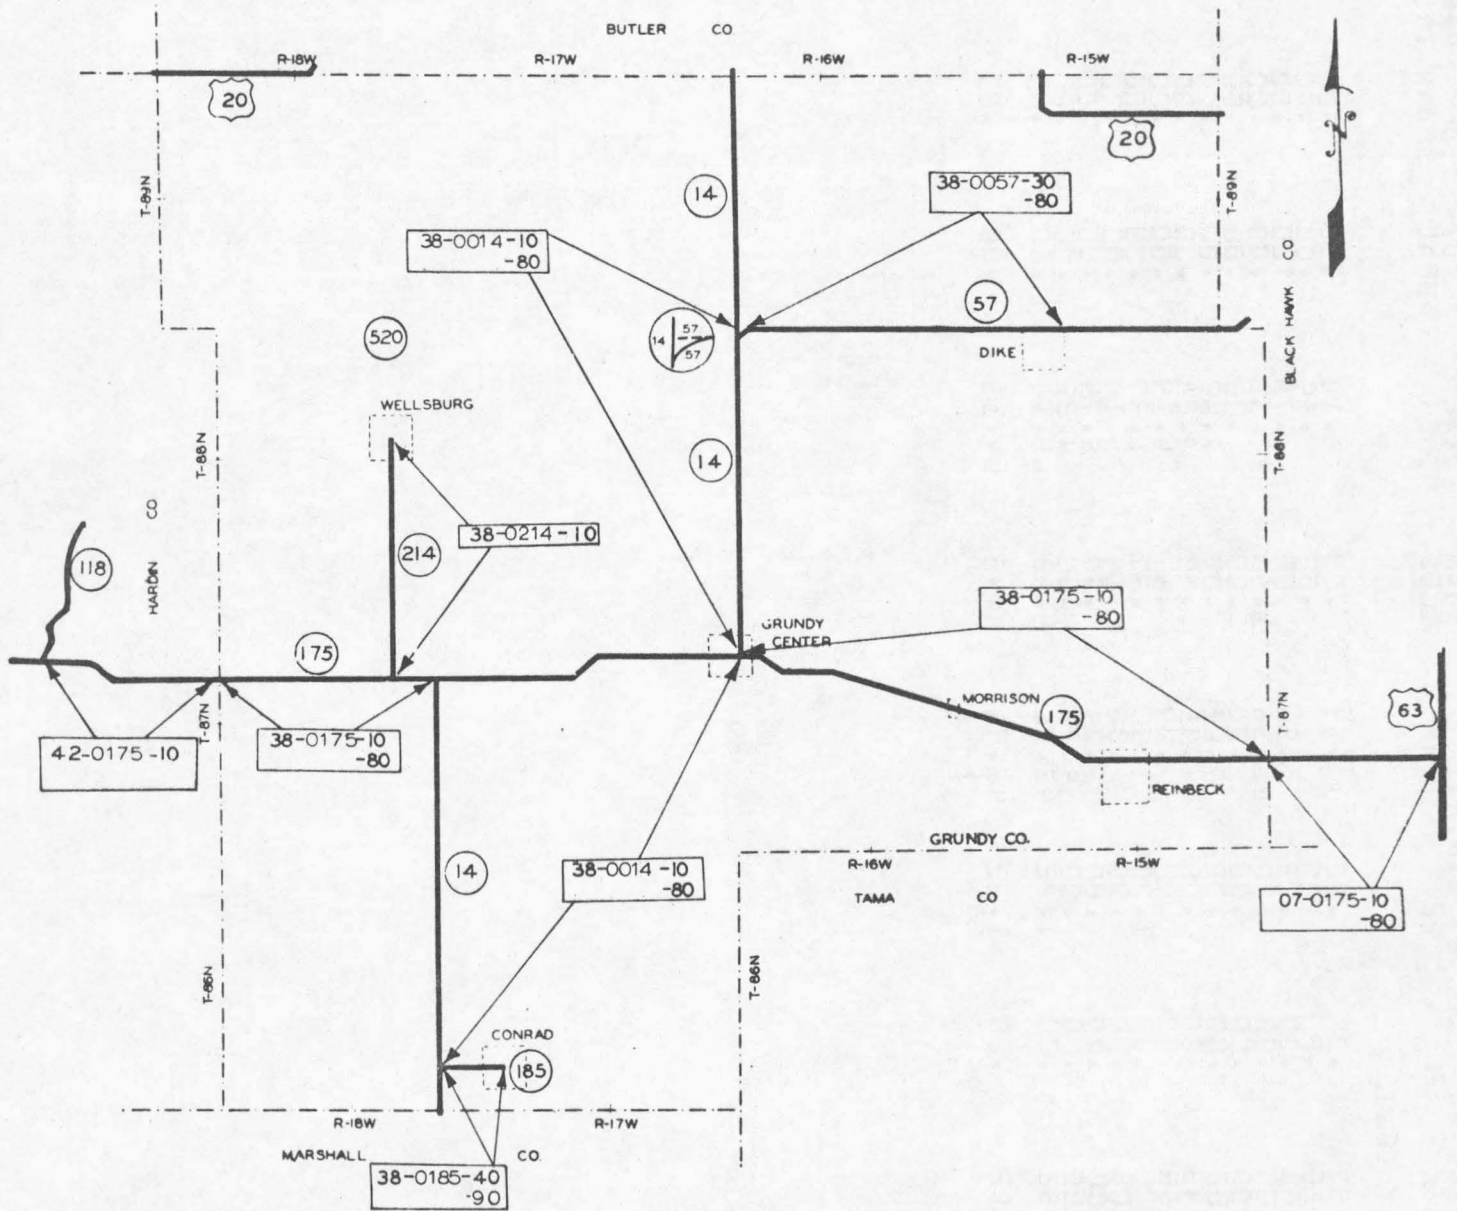 BUTLER CO
R-18W
R-17W
R-16W
R-15W
20
20
T-89N
14
38-0057-30
-80
T-89N
38-0014-10
-80
BLACK HAWK CO
57
520
14 57
57
DIKE
WELLSBURG
T-88N
14
T-88N
HARDIN CO
118
214
38-0214-10
38-0175-10
-80
GRUNDY
CENTER
175
MORRISON
175
63
T-87N
T-87N
42-0175-10
38-0175-10
-80
REINBECK
GRUNDY CO.
R-16W
R-15W
14
38-0014-10
-80
TAMA CO
07-0175-10
-80
T-86N
T-86N
CONRAD
185
R-18W
R-17W
MARSHALL CO.
38-0185-40
-90